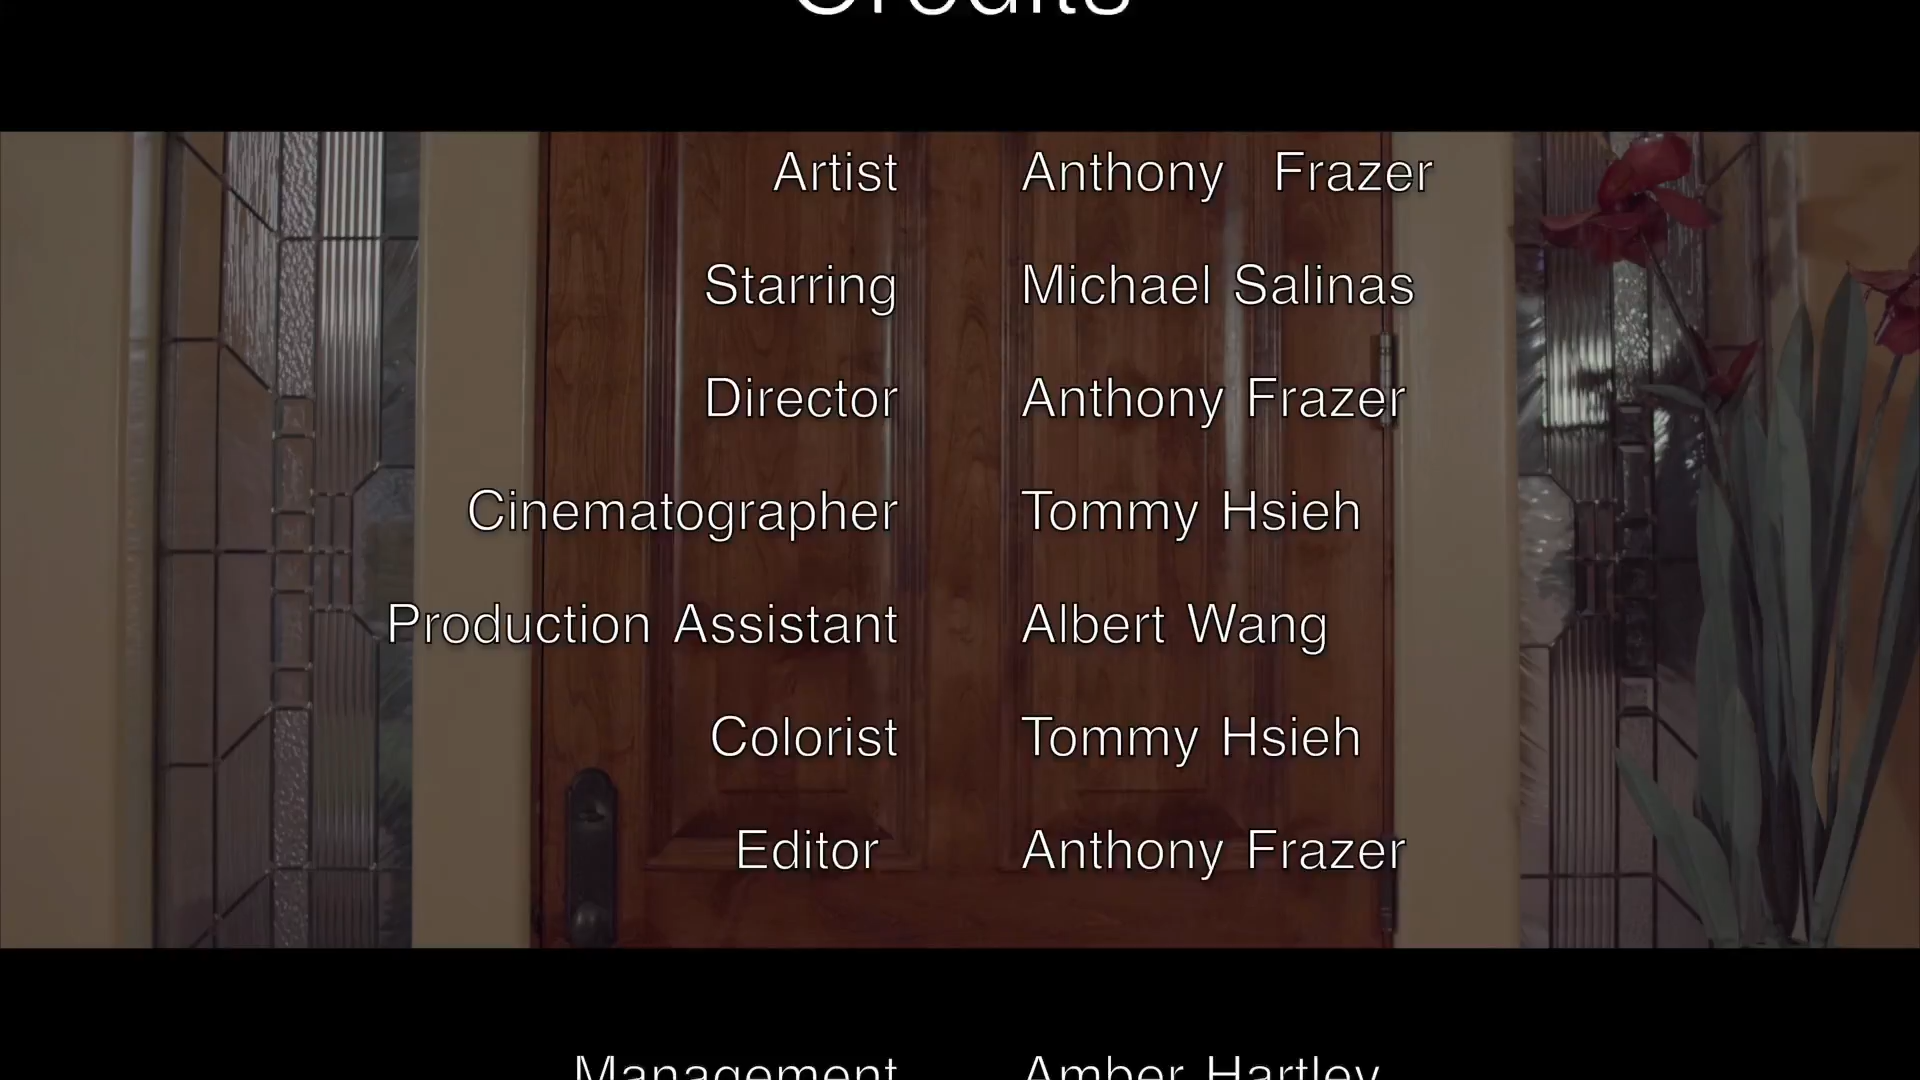 Credits
Artist Anthony Frazer
Starring Michael Salinas
Director Anthony Frazer
Cinematographer Tommy Hsieh
Production Assistant Albert Wang
Colorist Tommy Hsieh
Editor Anthony Frazer
Management Amber Hartley